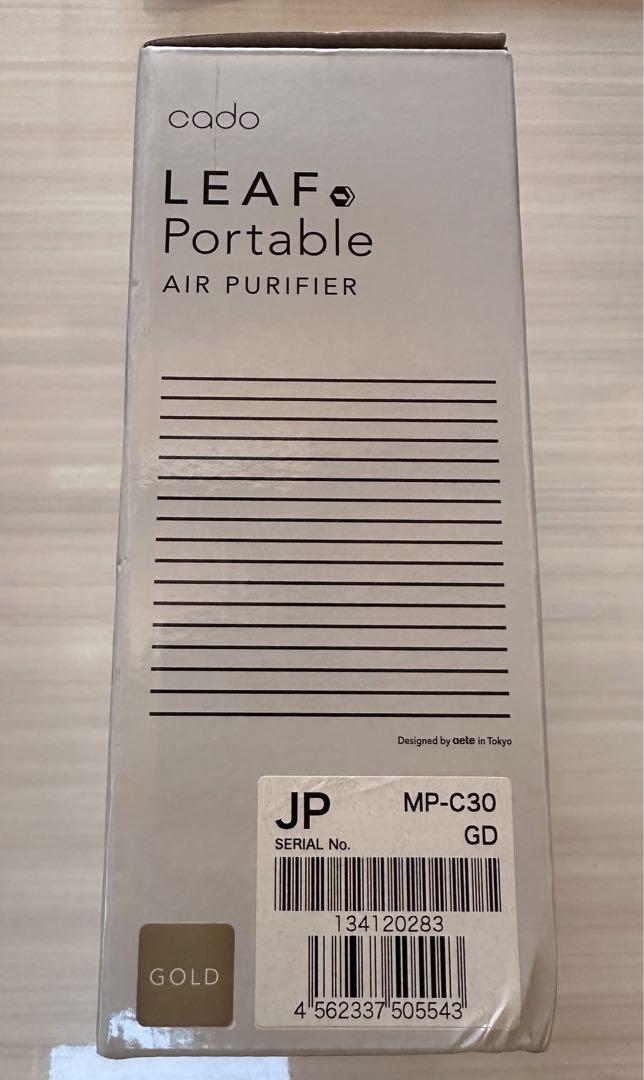 cado
LEAF
Portable
AIR PURIFIER
Designed by aete in Tokyo
JP MP-C30
SERIAL No. GD
134120283
4 562337 505543
GOLD